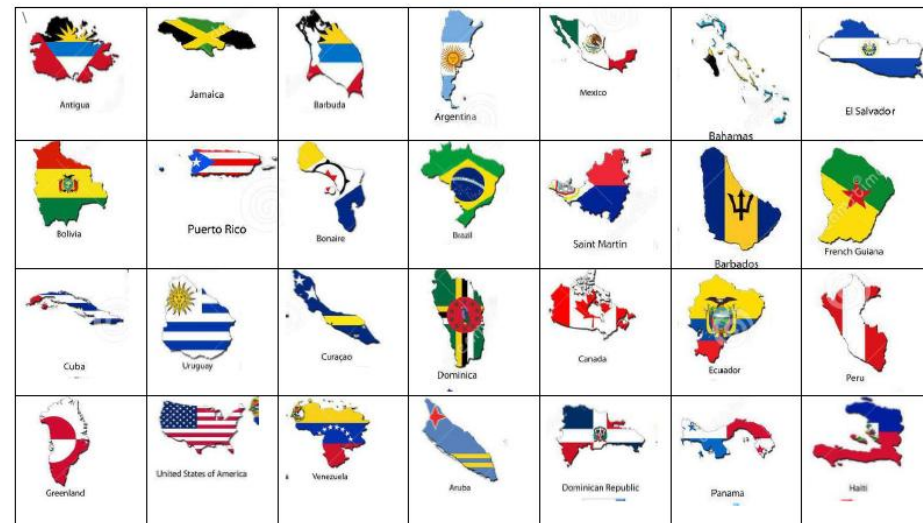 Antigua
Jamaica
Barbuda
Argentina
Mexico
Bahamas
El Salvador
Bolivia
Puerto Rico
Bonaire
Brazil
Saint Martin
Barbados
French Guiana
Cuba
Uruguay
Curaçao
Dominica
Canada
Ecuador
Peru
Greenland
United States of America
Venezuela
Aruba
Dominican Republic
Panama
Haiti